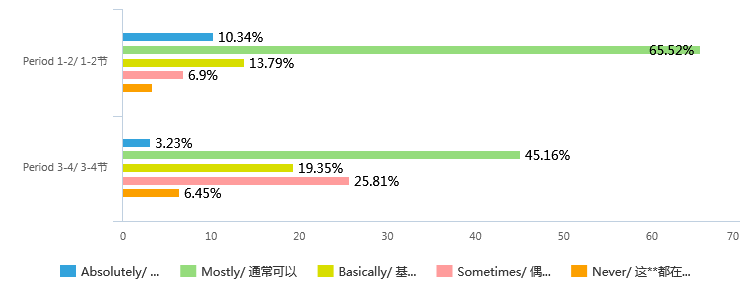 10.34%
65.52%
Period 1-2/ 1-2节
13.79%
6.9%
3.23%
45.16%
Period 3-4/ 3-4节
19.35%
25.81%
6.45%
0 10 20 30 40 50 60 70
Absolutely/ ... Mostly/ 通常可以 Basically/ 基... Sometimes/ 偶... Never/ 这**都在...